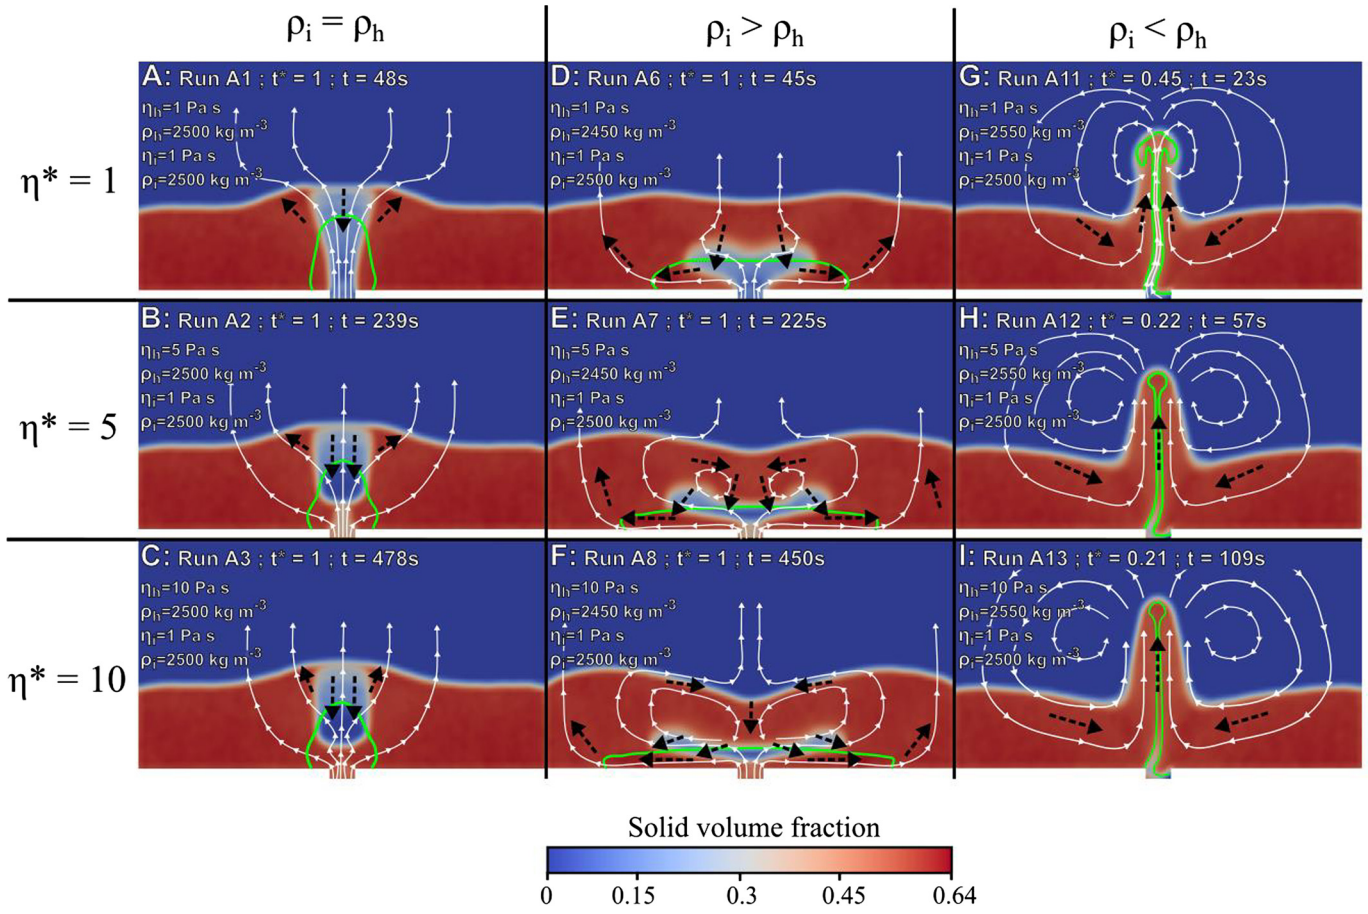 ρi = ρh
ρi > ρh
ρi < ρh
η* = 1
A: Run A1 ; t* = 1 ; t = 48s
ηh=1 Pa s
ρh=2500 kg m-3
ηi=1 Pa s
ρi=2500 kg m-3
D: Run A6 ; t* = 1 ; t = 45s
ηh=1 Pa s
ρh=2450 kg m-3
ηi=1 Pa s
ρi=2500 kg m-3
G: Run A11 ; t* = 0.45 ; t = 23s
ηh=1 Pa s
ρh=2550 kg m-3
ηi=1 Pa s
ρi=2500 kg m-3
η* = 5
B: Run A2 ; t* = 1 ; t = 239s
ηh=5 Pa s
ρh=2500 kg m-3
ηi=1 Pa s
ρi=2500 kg m-3
E: Run A7 ; t* = 1 ; t = 225s
ηh=5 Pa s
ρh=2450 kg m-3
ηi=1 Pa s
ρi=2500 kg m-3
H: Run A12 ; t* = 0.22 ; t = 57s
ηh=5 Pa s
ρh=2550 kg m-3
ηi=1 Pa s
ρi=2500 kg m-3
η* = 10
C: Run A3 ; t* = 1 ; t = 478s
ηh=10 Pa s
ρh=2500 kg m-3
ηi=1 Pa s
ρi=2500 kg m-3
F: Run A8 ; t* = 1 ; t = 450s
ηh=10 Pa s
ρh=2450 kg m-3
ηi=1 Pa s
ρi=2500 kg m-3
I: Run A13 ; t* = 0.21 ; t = 109s
ηh=10 Pa s
ρh=2550 kg m-3
ηi=1 Pa s
ρi=2500 kg m-3
Solid volume fraction
0 0.15 0.3 0.45 0.64